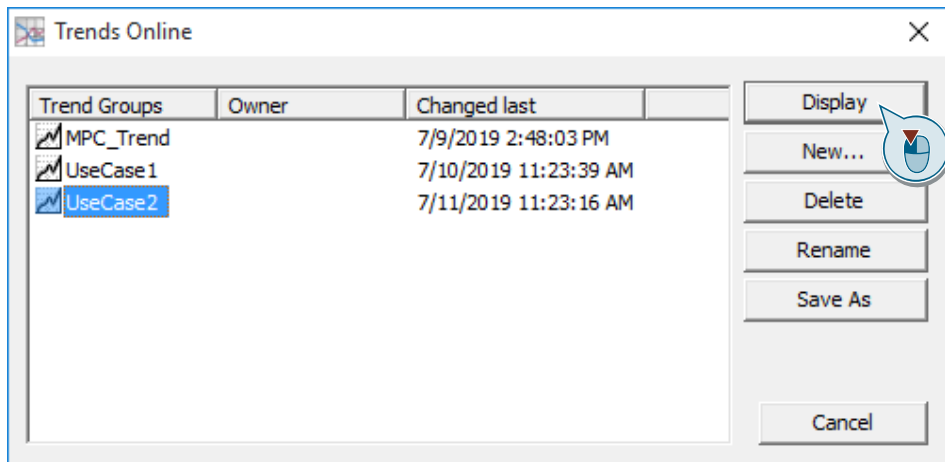 Trends Online
Trend Groups Owner Changed last
MPC_Trend 7/9/2019 2:48:03 PM
UseCase1 7/10/2019 11:23:39 AM
UseCase2 7/11/2019 11:23:16 AM
Display
New...
Delete
Rename
Save As
Cancel